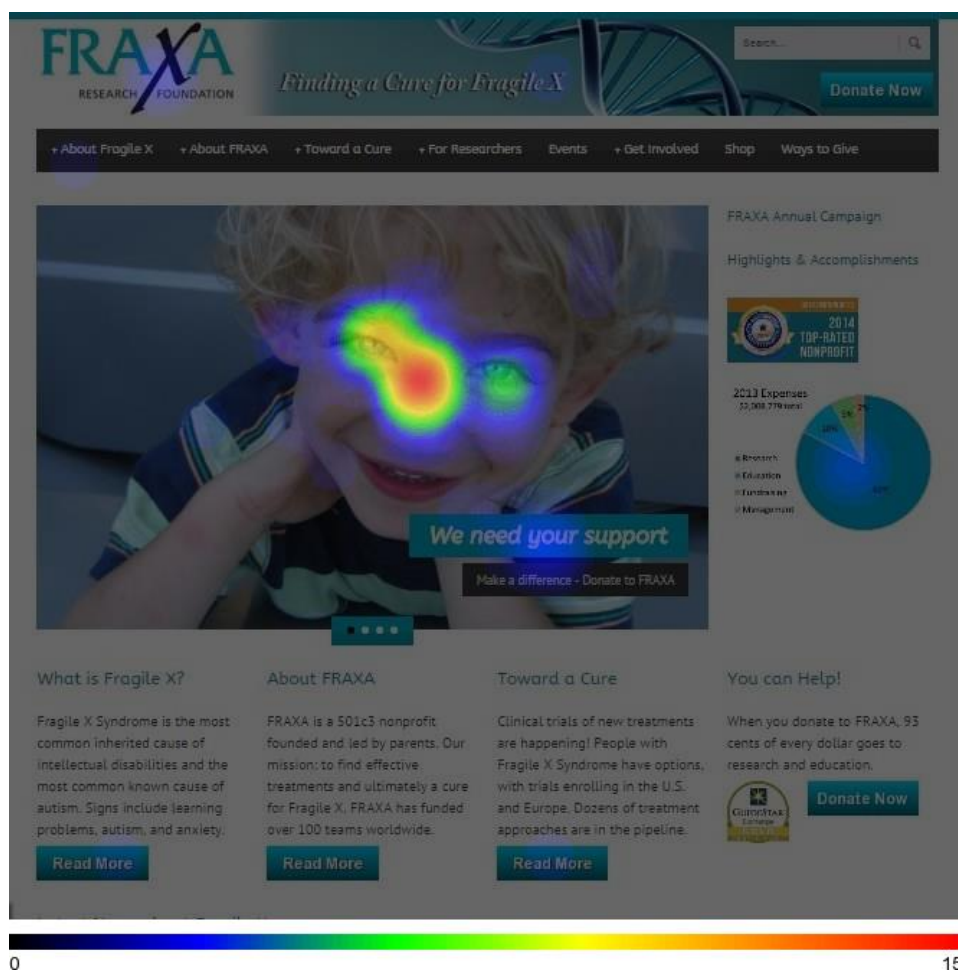 FRAXA
RESEARCH FOUNDATION
Finding a Cure for Fragile X
Search...
Donate Now
+ About Fragile X + About FRAXA + Toward a Cure + For Researchers Events + Get Involved Shop Ways to Give
FRAXA Annual Campaign
Highlights & Accomplishments
2014
TOP-RATED
NONPROFIT
2013 Expenses
Research
Education
Fundraising
Management
We need your support
Make a difference - Donate to FRAXA
What is Fragile X?
Fragile X Syndrome is the most
common inherited cause of
intellectual disabilities and the
most common known cause of
autism. Signs include learning
problems, autism, and anxiety.
Read More
About FRAXA
FRAXA is a 501c3 nonprofit
founded and led by parents. Our
mission: to find effective
treatments and ultimately a cure
for Fragile X. FRAXA has funded
over 100 teams worldwide.
Read More
Toward a Cure
Clinical trials of new treatments
are happening! People with
Fragile X Syndrome have options,
with trials enrolling in the U.S.
and Europe. Dozens of treatment
approaches are in the pipeline.
Read More
You can Help!
When you donate to FRAXA, 93
cents of every dollar goes to
research and education.
GUIDESTAR
Exchange
Donate Now
0 15